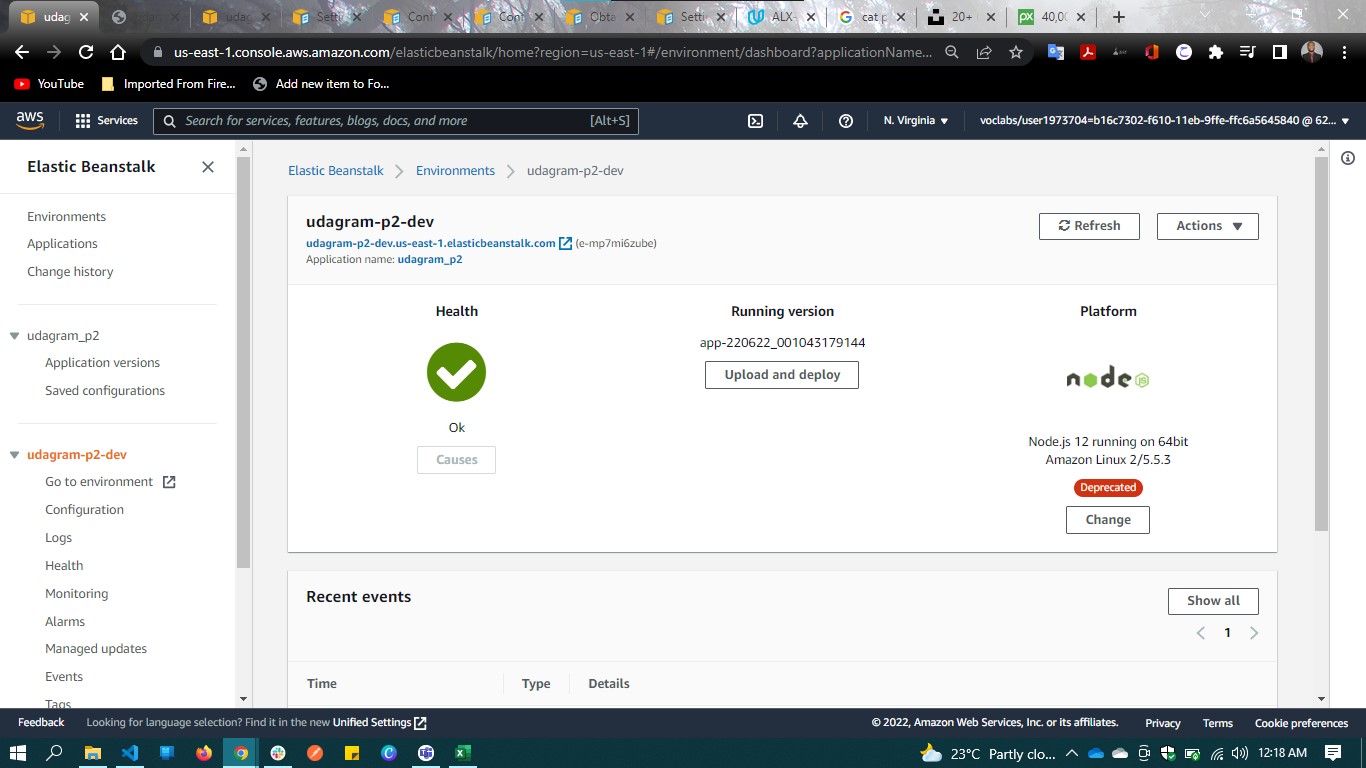 udag
udag
Setti
Conf
Cont
Obta
Setti
ALX-
cat p
20+
40,0
us-east-1.console.aws.amazon.com/elasticbeanstalk/home?region=us-east-1#/environment/dashboard?applicationName...
YouTube
Imported From Fire...
Add new item to Fo...
aws
Services
Search for services, features, blogs, docs, and more
[Alt+S]
N. Virginia
voclabs/user1973704=b16c7302-f610-11eb-9ffe-ffc6a5645840 @ 62...
Elastic Beanstalk
Environments
Applications
Change history
udagram_p2
Application versions
Saved configurations
udagram-p2-dev
Go to environment
Configuration
Logs
Health
Monitoring
Alarms
Managed updates
Events
Tags
Elastic Beanstalk
Environments
udagram-p2-dev
udagram-p2-dev
udagram-p2-dev.us-east-1.elasticbeanstalk.com (e-mp7mi6zube)
Application name: udagram_p2
Refresh
Actions
Health
Ok
Causes
Running version
app-220622_001043179144
Upload and deploy
Platform
node
JS
Node.js 12 running on 64bit
Amazon Linux 2/5.5.3
Deprecated
Change
Recent events
Show all
1
Time
Type
Details
Feedback
Looking for language selection? Find it in the new Unified Settings
© 2022, Amazon Web Services, Inc. or its affiliates.
Privacy
Terms
Cookie preferences
23°C Partly clo...
12:18 AM